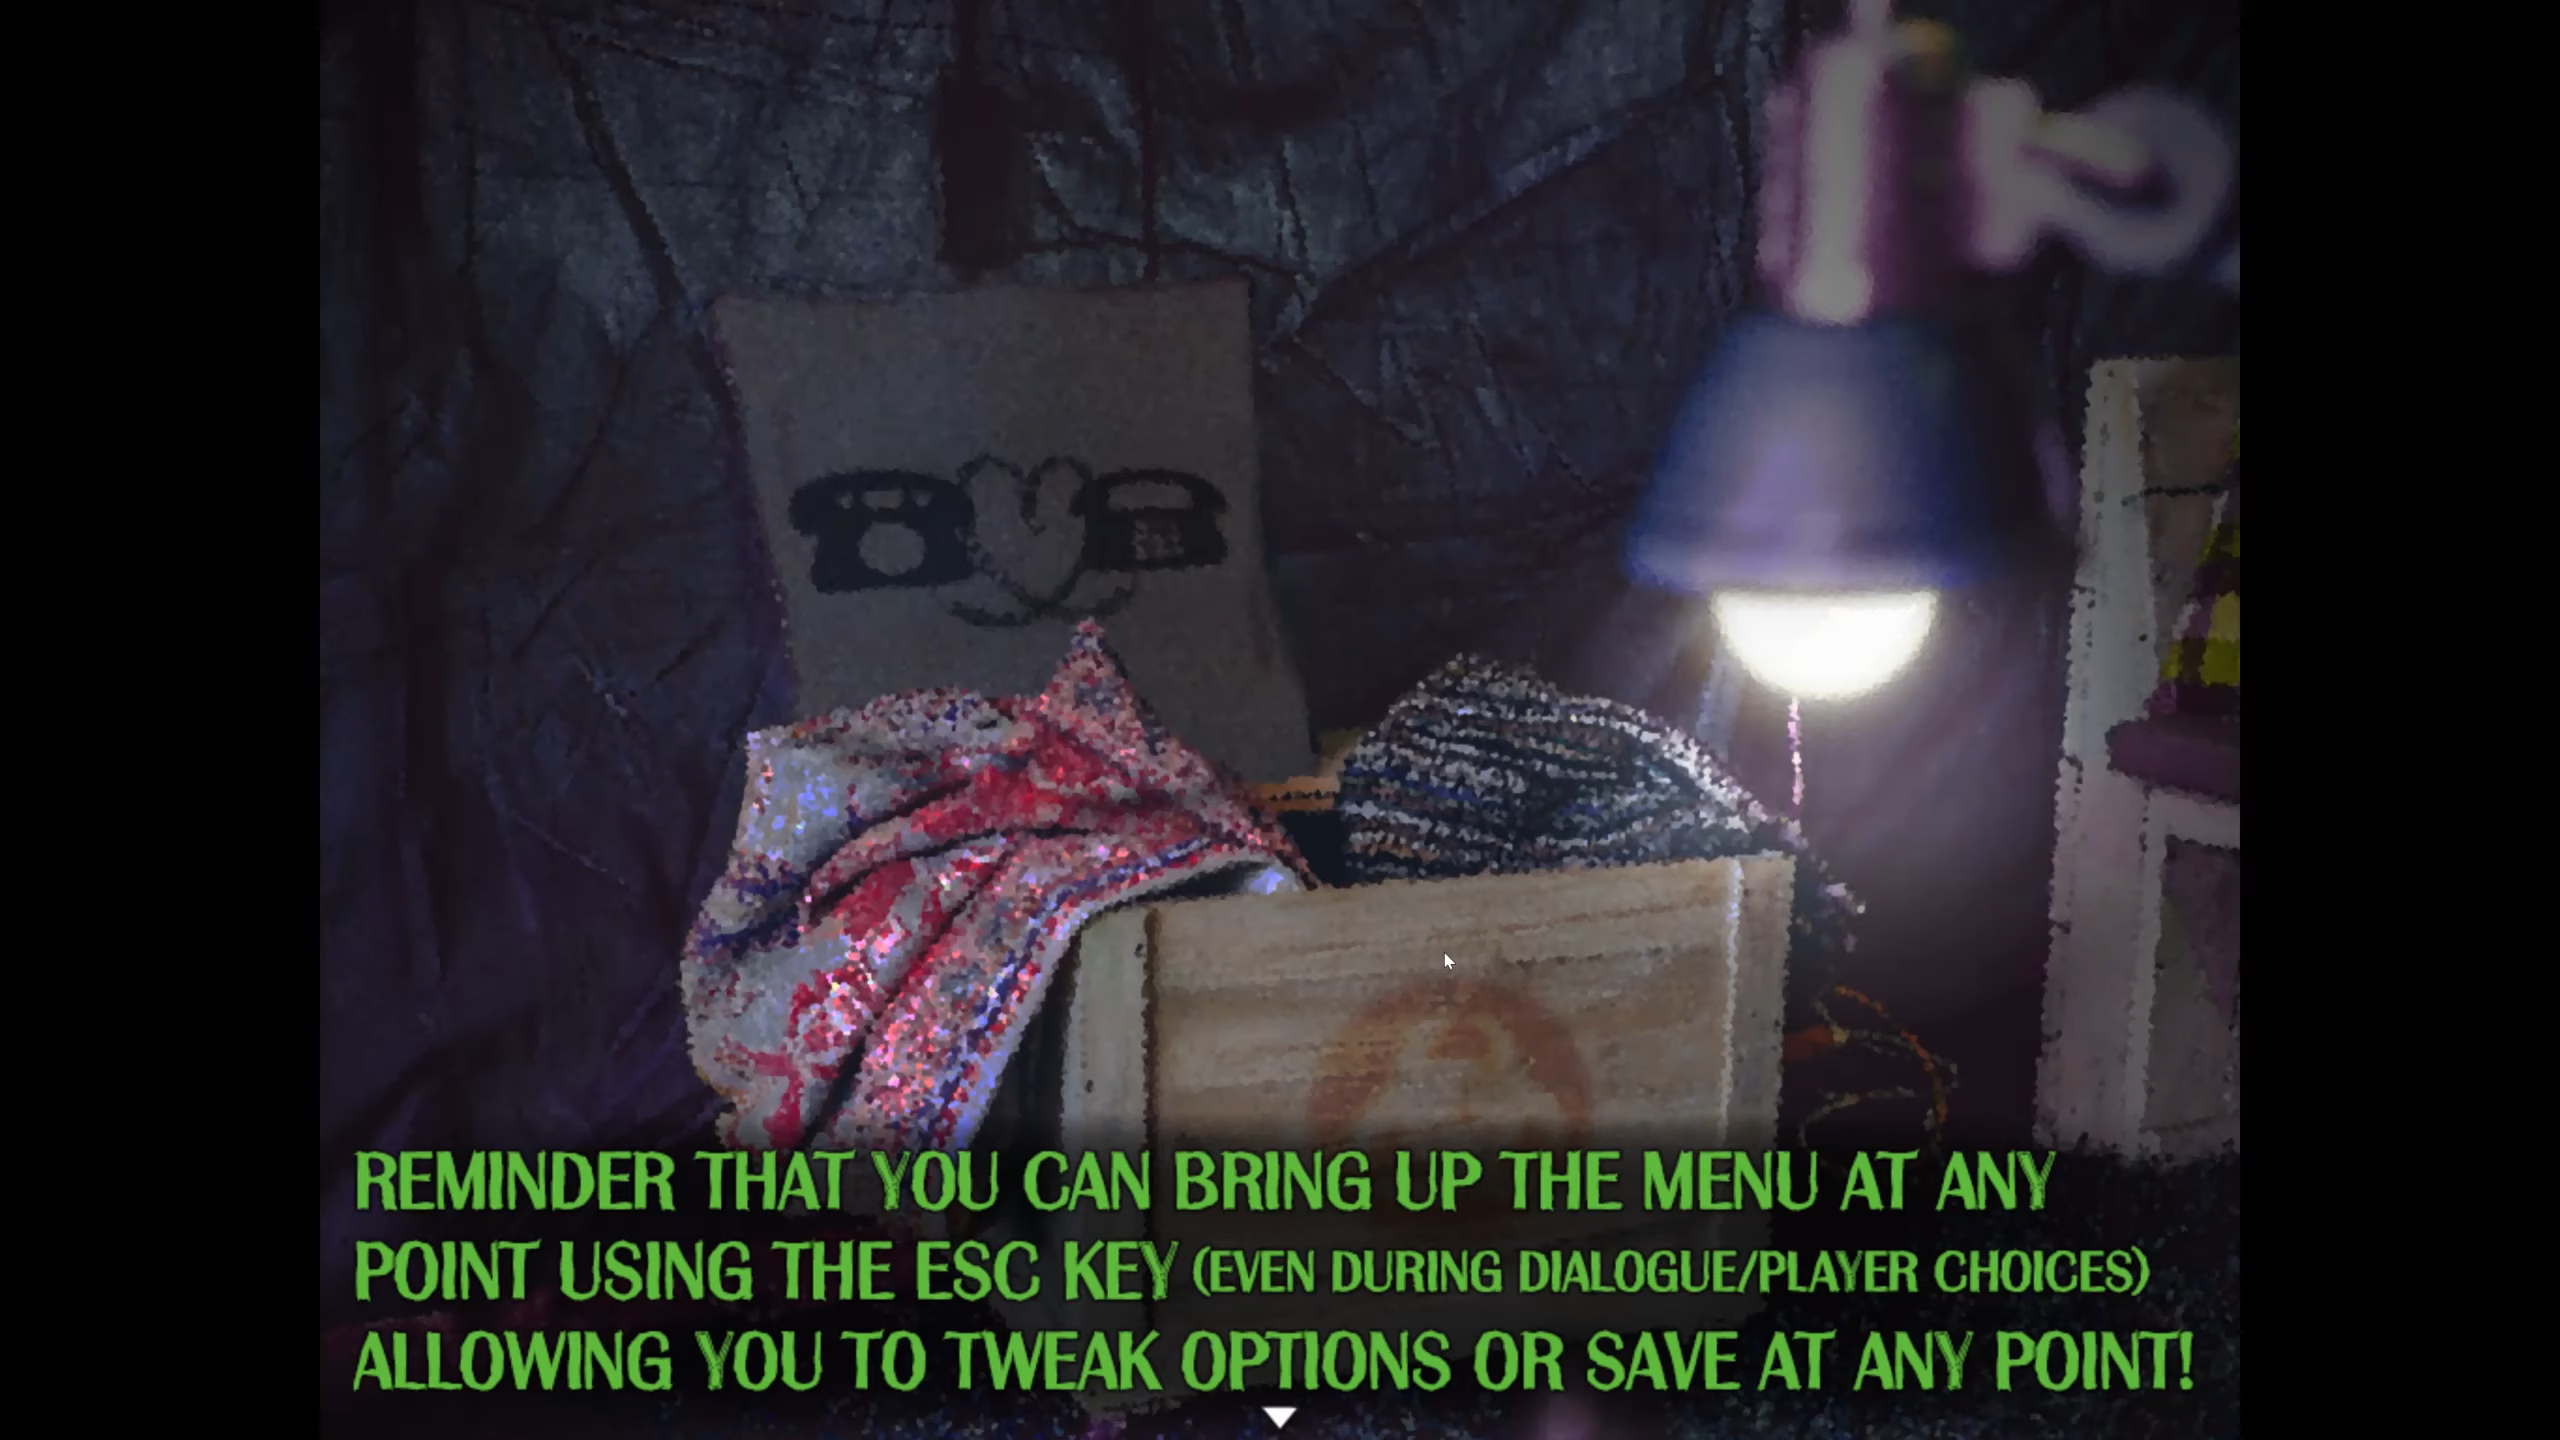 REMINDER THAT YOU CAN BRING UP THE MENU AT ANY
POINT USING THE ESC KEY (EVEN DURING DIALOGUE/PLAYER CHOICES)
ALLOWING YOU TO TWEAK OPTIONS OR SAVE AT ANY POINT!